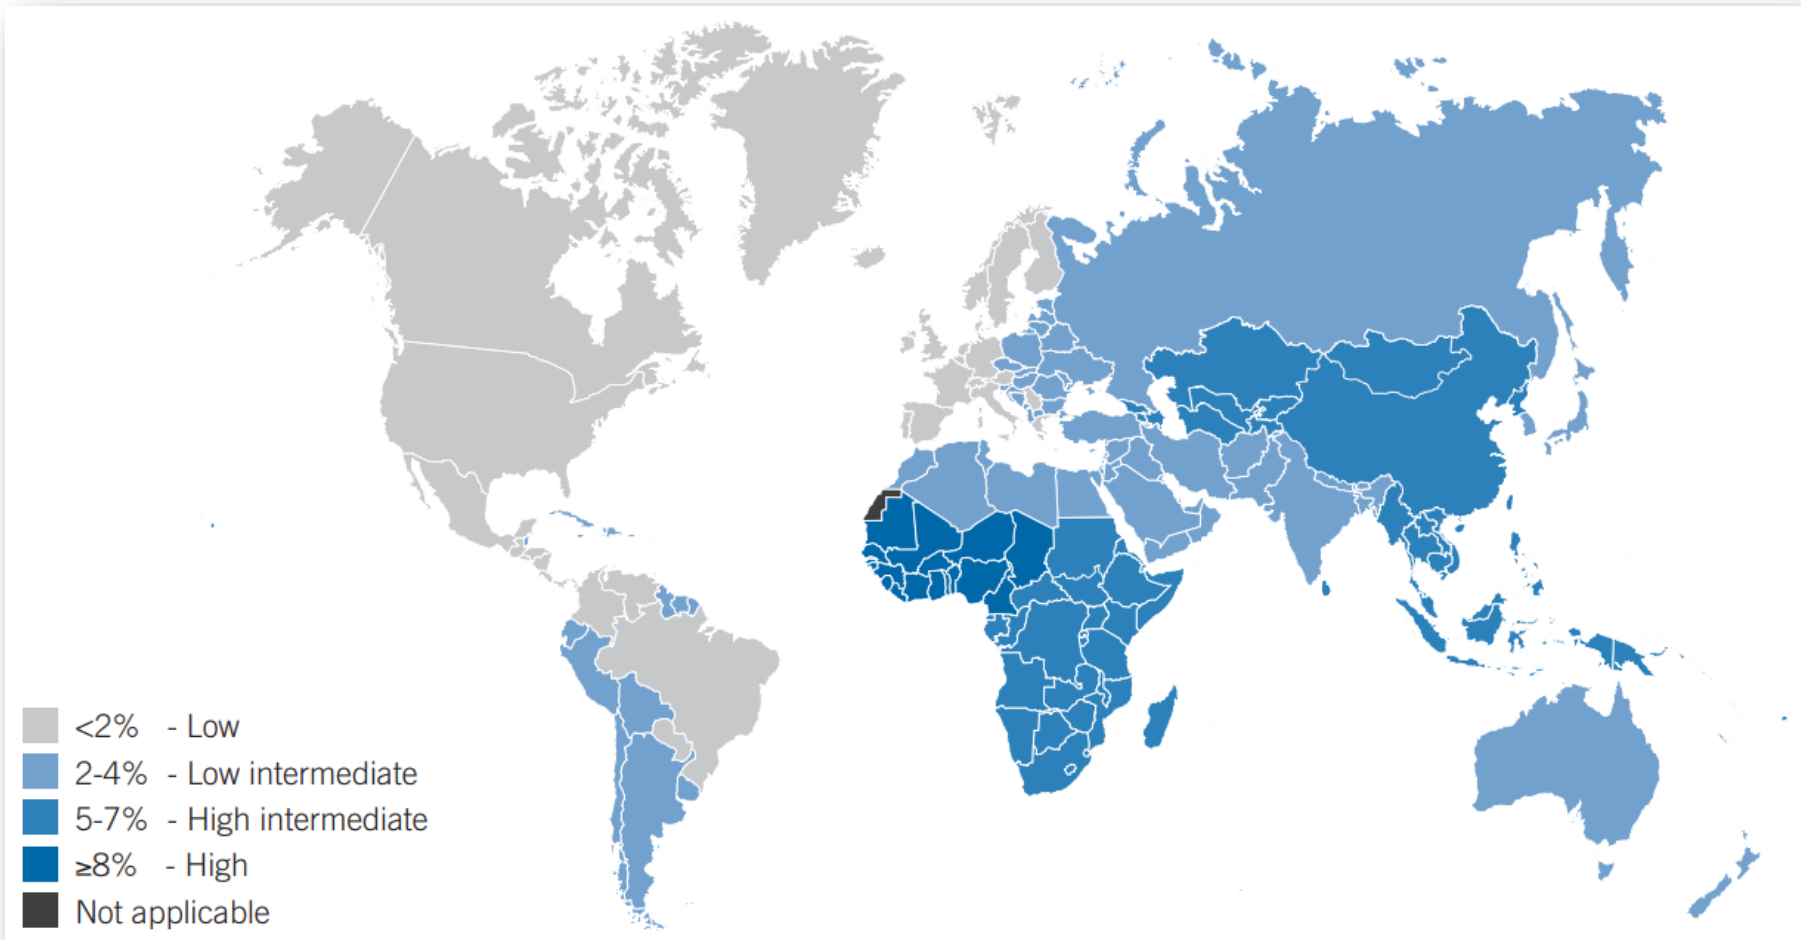 <2% - Low
2-4% - Low intermediate
5-7% - High intermediate
≥8% - High
Not applicable